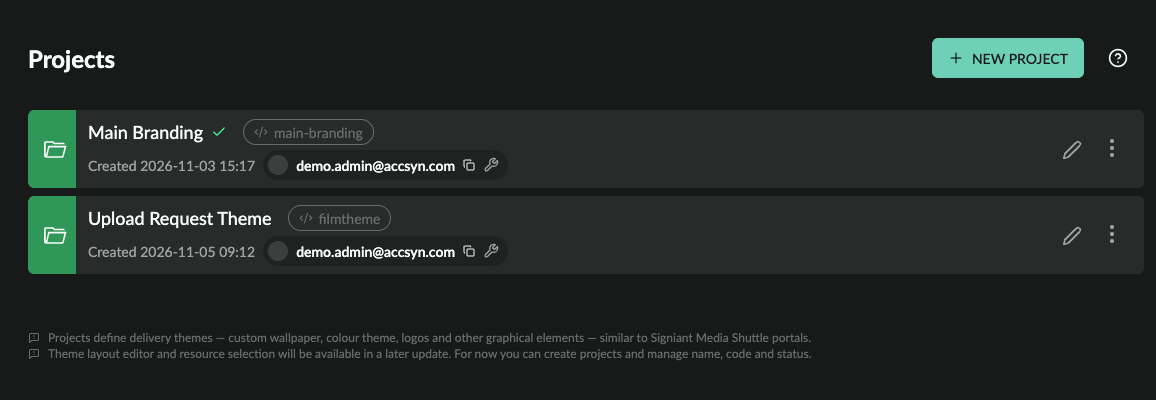 Projects
+ NEW PROJECT
Main Branding
</> main-branding
Created 2026-11-03 15:17 demo.admin@accsyn.com
Upload Request Theme
</> filmtheme
Created 2026-11-05 09:12 demo.admin@accsyn.com
Projects define delivery themes — custom wallpaper, colour theme, logos and other graphical elements — similar to Signiant Media Shuttle portals.
Theme layout editor and resource selection will be available in a later update. For now you can create projects and manage name, code and status.